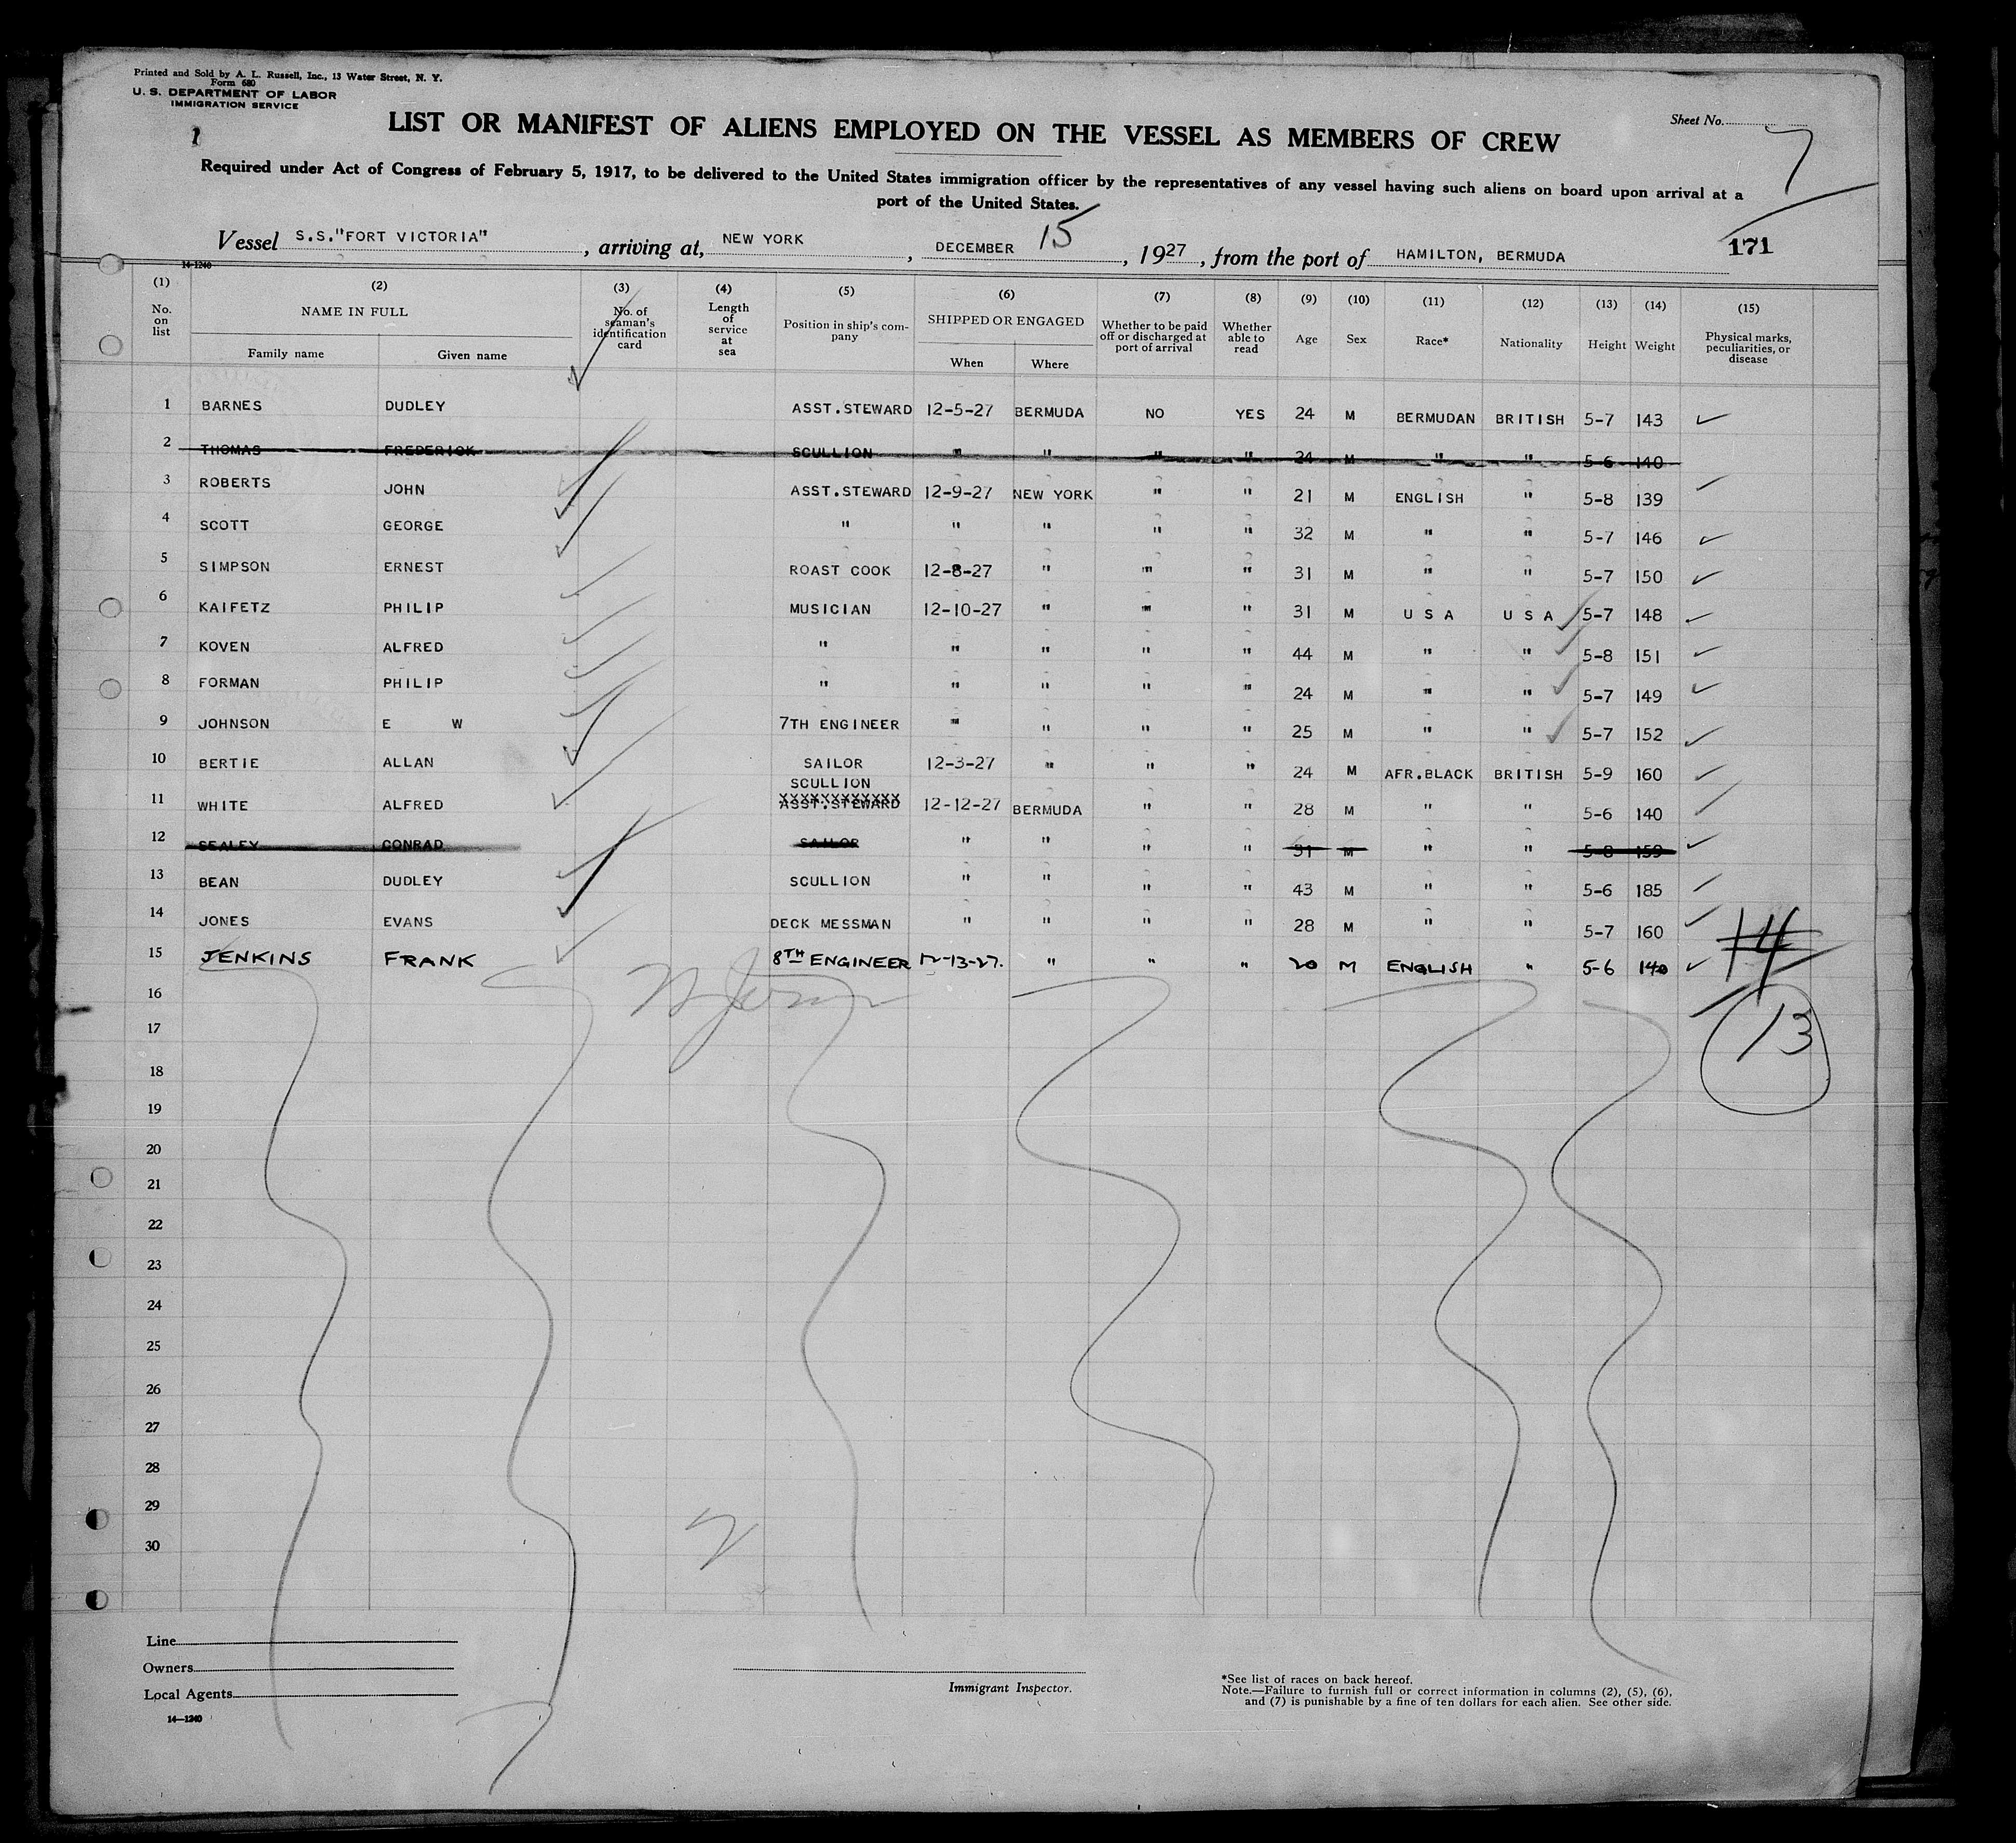 Printed and Sold by A. L. Russell, Inc., 13 Water Street, N. Y.
Form 680
U. S. DEPARTMENT OF LABOR
IMMIGRATION SERVICE
LIST OR MANIFEST OF ALIENS EMPLOYED ON THE VESSEL AS MEMBERS OF CREW
Sheet No. 7
Required under Act of Congress of February 5, 1917, to be delivered to the United States immigration officer by the representatives of any vessel having such aliens on board upon arrival at a
port of the United States.
Vessel S.S."FORT VICTORIA", arriving at, NEW YORK, DECEMBER 15, 1927, from the port of HAMILTON, BERMUDA
171
14-1240
(1) (2) (3) (4) (5) (6) (7) (8) (9) (10) (11) (12) (13) (14) (15)
No. on list NAME IN FULL Family name Given name No. of seaman's identification card Length of service at sea Position in ship's company SHIPPED OR ENGAGED When Where Whether to be paid off or discharged at port of arrival Whether able to read Age Sex Race* Nationality Height Weight Physical marks, peculiarities, or disease
1 BARNES DUDLEY ASST.STEWARD 12-5-27 BERMUDA NO YES 24 M BERMUDAN BRITISH 5-7 143
2 THOMAS FREDERICK SCULLION " " " " 24 M " " 5-6 140
3 ROBERTS JOHN ASST.STEWARD 12-9-27 NEW YORK " " 21 M ENGLISH " 5-8 139
4 SCOTT GEORGE " " " " " 32 M " " 5-7 146
5 SIMPSON ERNEST ROAST COOK 12-8-27 " " " 31 M " " 5-7 150
6 KAIFETZ PHILIP MUSICIAN 12-10-27 " " " 31 M U S A U S A 5-7 148
7 KOVEN ALFRED " " " " " 44 M " " 5-8 151
8 FORMAN PHILIP " " " " " 24 M " " 5-7 149
9 JOHNSON E W 7TH ENGINEER " " " " 25 M " " 5-7 152
10 BERTIE ALLAN SAILOR 12-3-27 " " " 24 M AFR.BLACK BRITISH 5-9 160
SCULLION
11 WHITE ALFRED ASST.STEWARD 12-12-27 BERMUDA " " 28 M " " 5-6 140
12 SEALEY CONRAD SAILOR " " " " 31 M " " 5-8 159
13 BEAN DUDLEY SCULLION " " " " 43 M " " 5-6 185
14 JONES EVANS DECK MESSMAN " " " " 28 M " " 5-7 160
15 JENKINS FRANK 8TH ENGINEER 12-13-27. " " " 20 M ENGLISH " 5-6 140
14
13
16
17
18
19
20
21
22
23
24
25
26
27
28
29
30
Line
Owners
Local Agents
14—1240
Immigrant Inspector.
*See list of races on back hereof.
Note.—Failure to furnish full or correct information in columns (2), (5), (6),
and (7) is punishable by a fine of ten dollars for each alien. See other side.